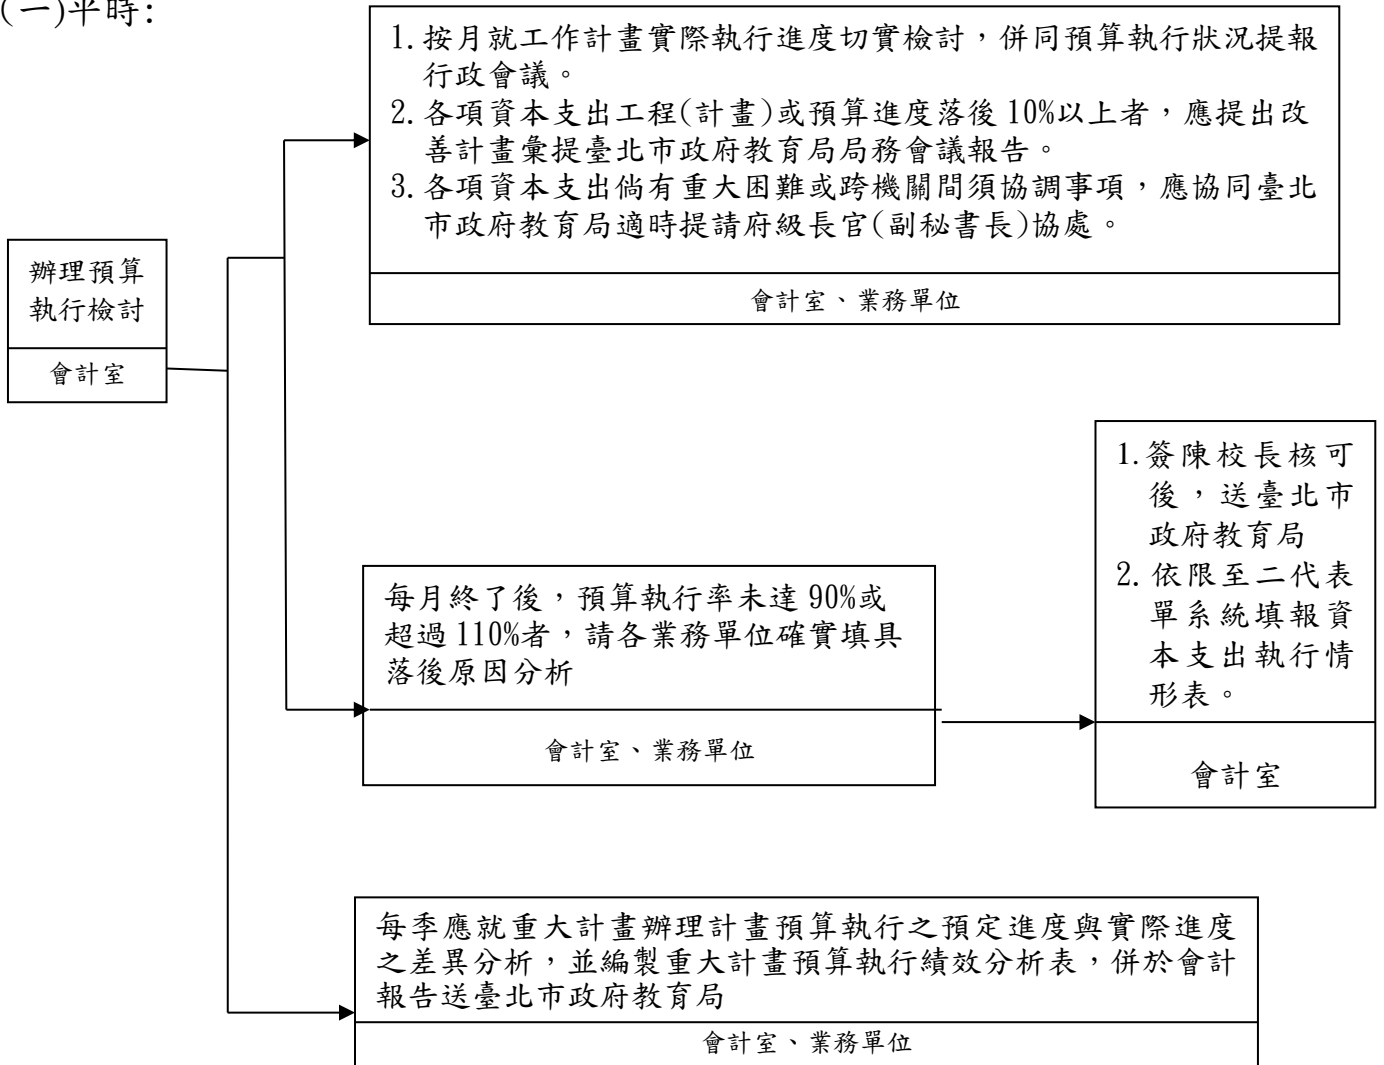 (一)平時:
1. 按月就工作計畫實際執行進度切實檢討，併同預算執行狀況提報
行政會議。
2. 各項資本支出工程(計畫)或預算進度落後 10%以上者，應提出改
善計畫彙提臺北市政府教育局局務會議報告。
3. 各項資本支出倘有重大困難或跨機關間須協調事項，應協同臺北
市政府教育局適時提請府級長官(副秘書長)協處。
會計室、業務單位
辦理預算
執行檢討
會計室
每月終了後，預算執行率未達 90%或
超過 110%者，請各業務單位確實填具
落後原因分析
會計室、業務單位
1. 簽陳校長核可
後，送臺北市
政府教育局
2. 依限至二代表
單系統填報資
本支出執行情
形表。
會計室
每季應就重大計畫辦理計畫預算執行之預定進度與實際進度
之差異分析，並編製重大計畫預算執行績效分析表，併於會計
報告送臺北市政府教育局
會計室、業務單位